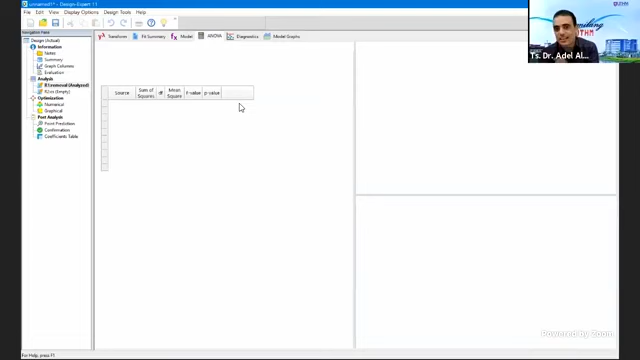 unnamed1* - Design-Expert 11
File Edit View Display Options Design Tools Help
Navigation Pane
Design (Actual)
Information
Notes
Summary
Graph Columns
Evaluation
Analysis
R1:removal (Analyzed)
R2:cs (Empty)
Optimization
Numerical
Graphical
Post Analysis
Point Prediction
Confirmation
Coefficients Table
Transform
Fit Summary
Model
ANOVA
Diagnostics
Model Graphs
Source
Sum of Squares
df
Mean Square
F-value
p-value
UTHM
Ts. Dr. Adel Al...
Powered by Zoom
For Help, press F1